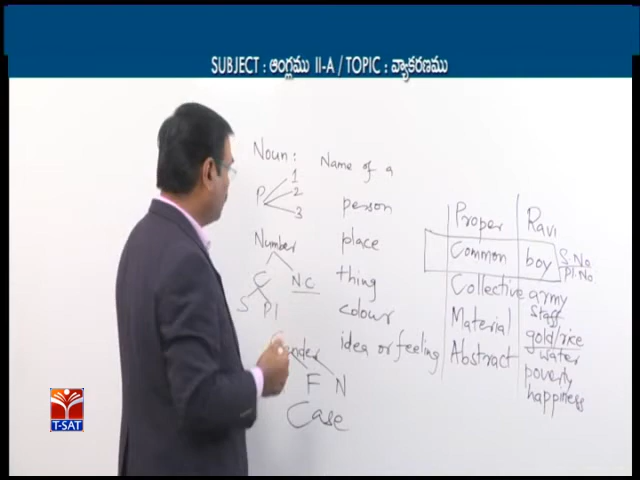 SUBJECT : ఆంగ్లము II-A / TOPIC : వ్యాకరణము
Noun : Name of a
P 1
2
3
person
Number place
C NC thing
S Pl colour
nder idea or feeling
F N
Case
Proper Ravi
Common boy S.No.
Pl.No
Collective army
staff
Material gold/rice
water
Abstract poverty
happiness
T-SAT